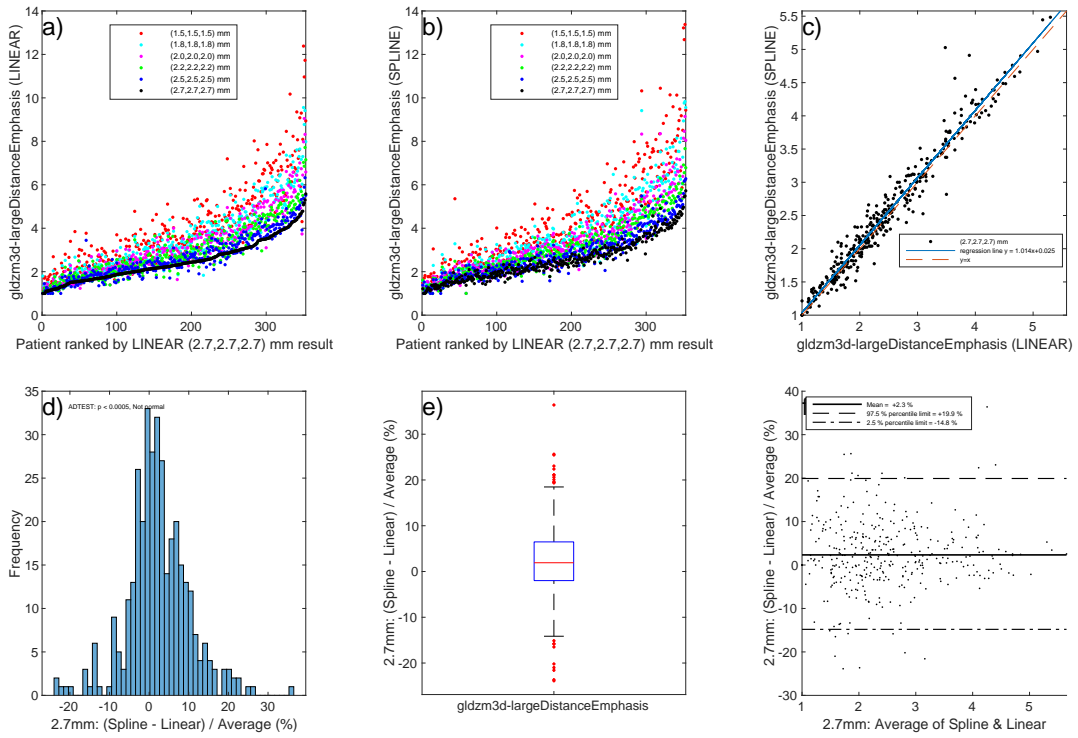 a)
14
12
10
8
6
4
2
0
0
100
200
300
gldzm3d-largeDistanceEmphasis (LINEAR)
Patient ranked by LINEAR (2.7,2.7,2.7) mm result
(1.5,1.5,1.5) mm
(1.8,1.8,1.8) mm
(2.0,2.0,2.0) mm
(2.2,2.2,2.2) mm
(2.5,2.5,2.5) mm
(2.7,2.7,2.7) mm
b)
14
12
10
8
6
4
2
0
0
100
200
300
gldzm3d-largeDistanceEmphasis (SPLINE)
Patient ranked by LINEAR (2.7,2.7,2.7) mm result
(1.5,1.5,1.5) mm
(1.8,1.8,1.8) mm
(2.0,2.0,2.0) mm
(2.2,2.2,2.2) mm
(2.5,2.5,2.5) mm
(2.7,2.7,2.7) mm
c)
5.5
5
4.5
4
3.5
3
2.5
2
1.5
1
1
2
3
4
5
gldzm3d-largeDistanceEmphasis (SPLINE)
gldzm3d-largeDistanceEmphasis (LINEAR)
(2.7,2.7,2.7) mm
regression line y = 1.014x+0.025
y=x
d)
ADTEST: p < 0.0005, Not normal
35
30
25
20
15
10
5
0
-20
-10
0
10
20
30
Frequency
2.7mm: (Spline - Linear) / Average (%)
e)
30
20
10
0
-10
-20
2.7mm: (Spline - Linear) / Average (%)
gldzm3d-largeDistanceEmphasis
40
30
20
10
0
-10
-20
-30
1
2
3
4
5
2.7mm: (Spline - Linear) / Average (%)
2.7mm: Average of Spline & Linear
Mean = +2.3 %
97.5 % percentile limit = +19.9 %
2.5 % percentile limit = -14.8 %